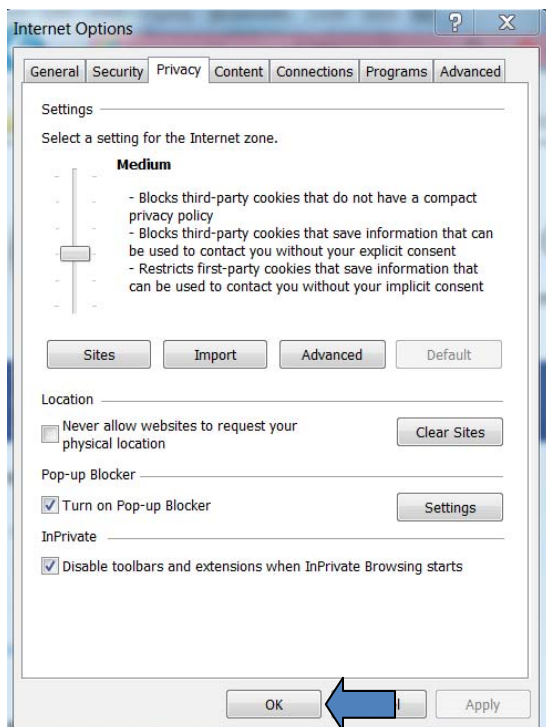 Internet Options
? X
General Security Privacy Content Connections Programs Advanced
Settings
Select a setting for the Internet zone.
Medium
- Blocks third-party cookies that do not have a compact
privacy policy
- Blocks third-party cookies that save information that can
be used to contact you without your explicit consent
- Restricts first-party cookies that save information that
can be used to contact you without your implicit consent
Sites Import Advanced Default
Location
Never allow websites to request your
physical location
Clear Sites
Pop-up Blocker
Turn on Pop-up Blocker
Settings
InPrivate
Disable toolbars and extensions when InPrivate Browsing starts
OK Apply